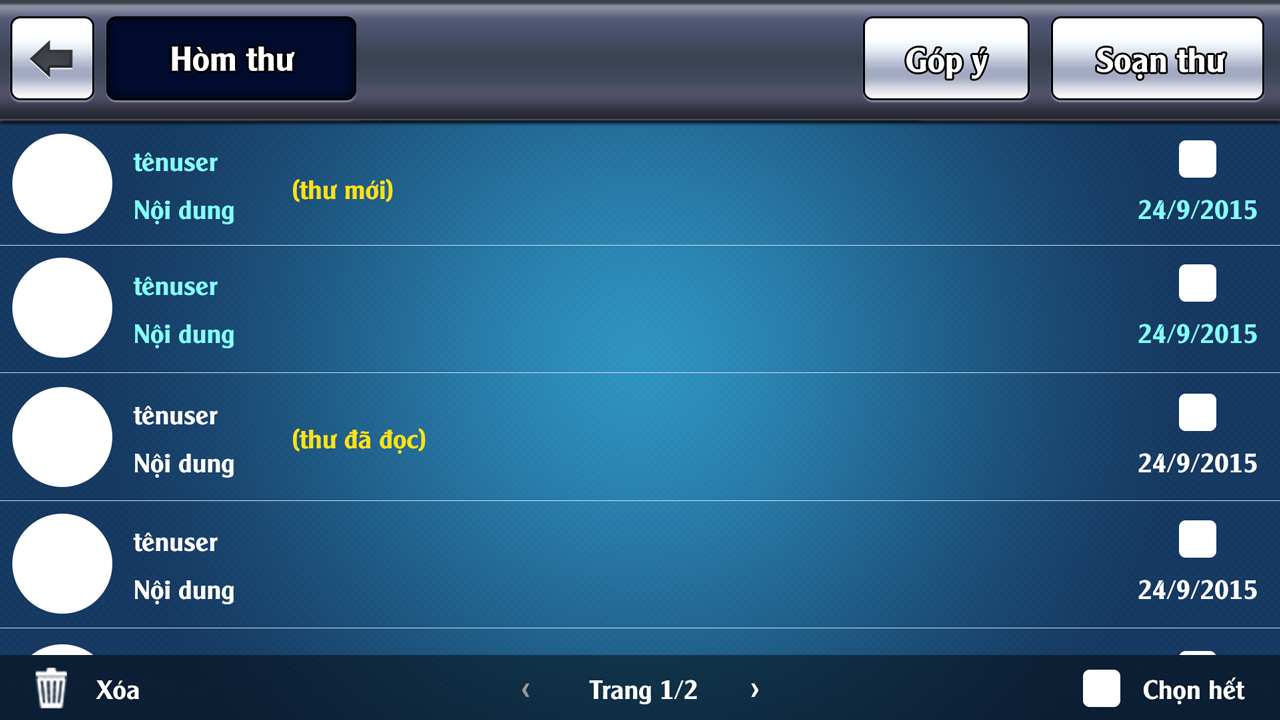 Hòm thư
Góp ý
Soạn thư
tênuser
(thư mới)
Nội dung
24/9/2015
tênuser
Nội dung
24/9/2015
tênuser
(thư đã đọc)
Nội dung
24/9/2015
tênuser
Nội dung
24/9/2015
Xóa
‹ Trang 1/2 ›
Chọn hết